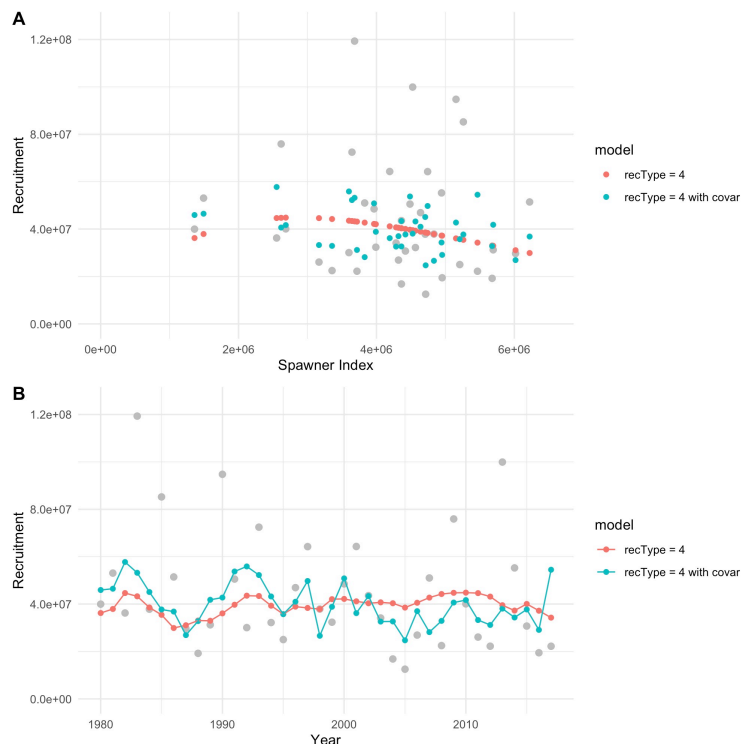 A
1.2e+08
8.0e+07
4.0e+07
0.0e+00
Recruitment
0e+00 2e+06 4e+06 6e+06
Spawner Index
model
recType = 4
recType = 4 with covar
B
1.2e+08
8.0e+07
4.0e+07
0.0e+00
Recruitment
1980 1990 2000 2010
Year
model
recType = 4
recType = 4 with covar